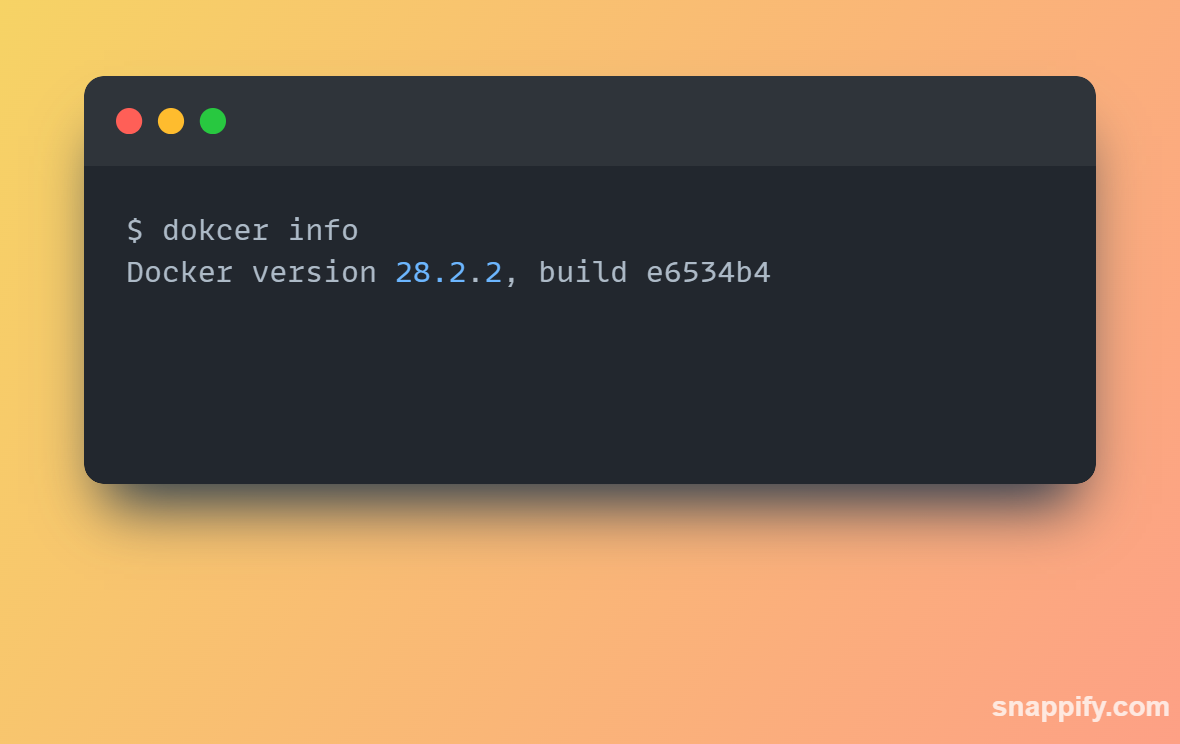 $ dokcer info
Docker version 28.2.2, build e6534b4
snappify.com